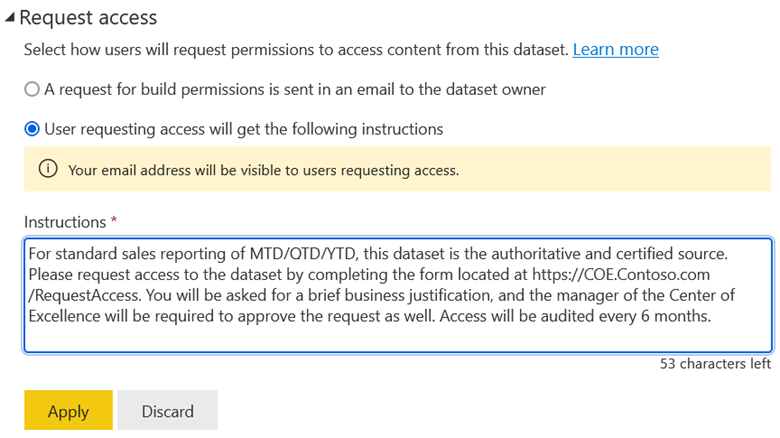 Request access
Select how users will request permissions to access content from this dataset. Learn more
A request for build permissions is sent in an email to the dataset owner
User requesting access will get the following instructions
Your email address will be visible to users requesting access.
Instructions *
For standard sales reporting of MTD/QTD/YTD, this dataset is the authoritative and certified source.
Please request access to the dataset by completing the form located at https://COE.Contoso.com
/RequestAccess. You will be asked for a brief business justification, and the manager of the Center of
Excellence will be required to approve the request as well. Access will be audited every 6 months.
53 characters left
Apply Discard